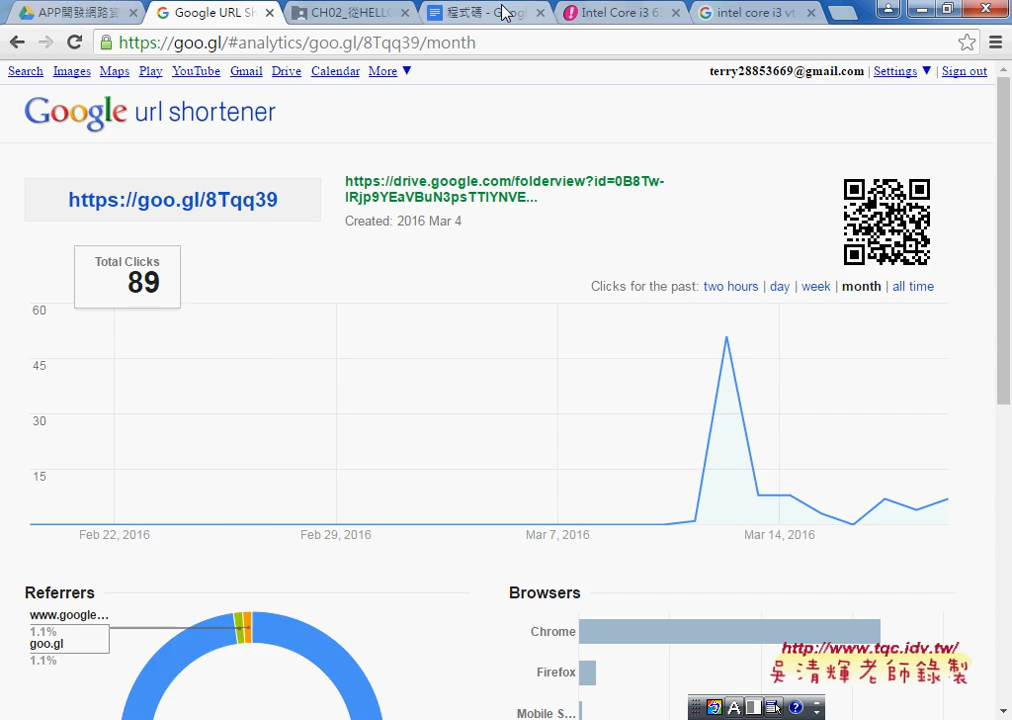 APP開發網路宣
Google URL Sh
CH02_從HELLO
程式碼 - Googl
Intel Core i3 6
intel core i3 vt
https://goo.gl/#analytics/goo.gl/8Tqq39/month
Search Images Maps Play YouTube Gmail Drive Calendar More ▼
terry28853669@gmail.com | Settings ▼ | Sign out
Google url shortener
https://goo.gl/8Tqq39
https://drive.google.com/folderview?id=0B8Tw-
lRjp9YEaVBuN3psTTlYNVE...
Created: 2016 Mar 4
Total Clicks
89
Clicks for the past: two hours | day | week | month | all time
60
45
30
15
Feb 22, 2016
Feb 29, 2016
Mar 7, 2016
Mar 14, 2016
Referrers
www.google...
1.1%
goo.gl
1.1%
Browsers
Chrome
Firefox
Mobile S...
http://www.tqc.idv.tw/
吳清輝老師錄製